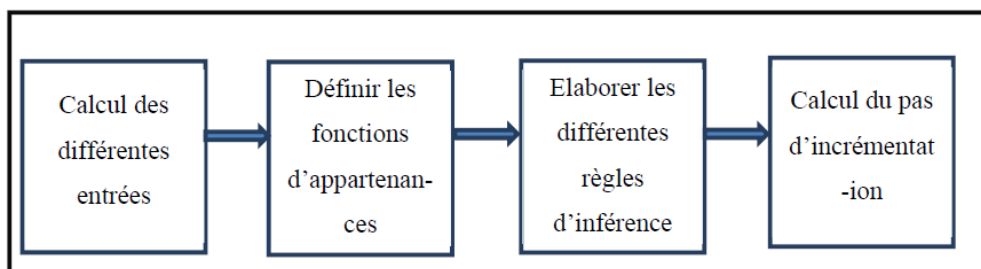 Calcul des
différentes
entrées
Définir les
fonctions
d’appartenan-
ces
Elaborer les
différentes
règles
d’inférence
Calcul du pas
d’incrémentat
-ion